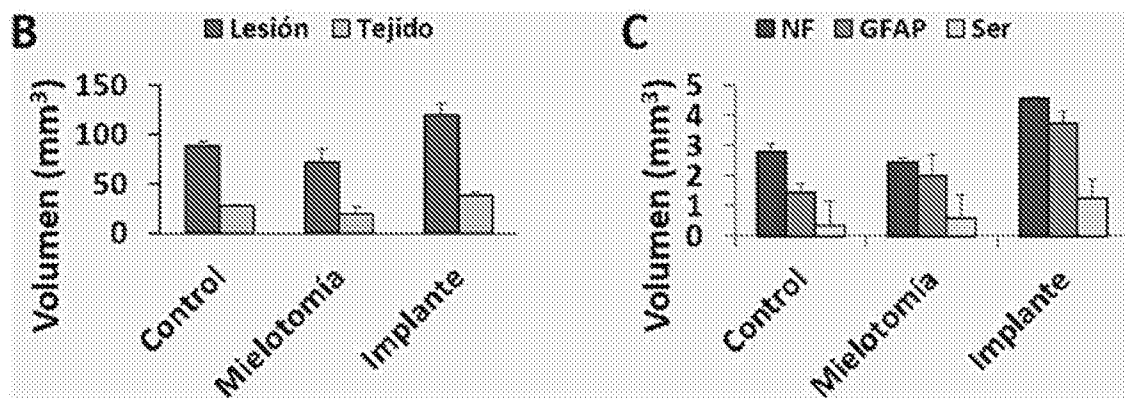 B
Lesión Tejido
Volumen (mm³)
150
100
50
0
Control
Mielotomía
Implante
C
NF GFAP Ser
Volumen (mm³)
5
4
3
2
1
0
Control
Mielotomía
Implante